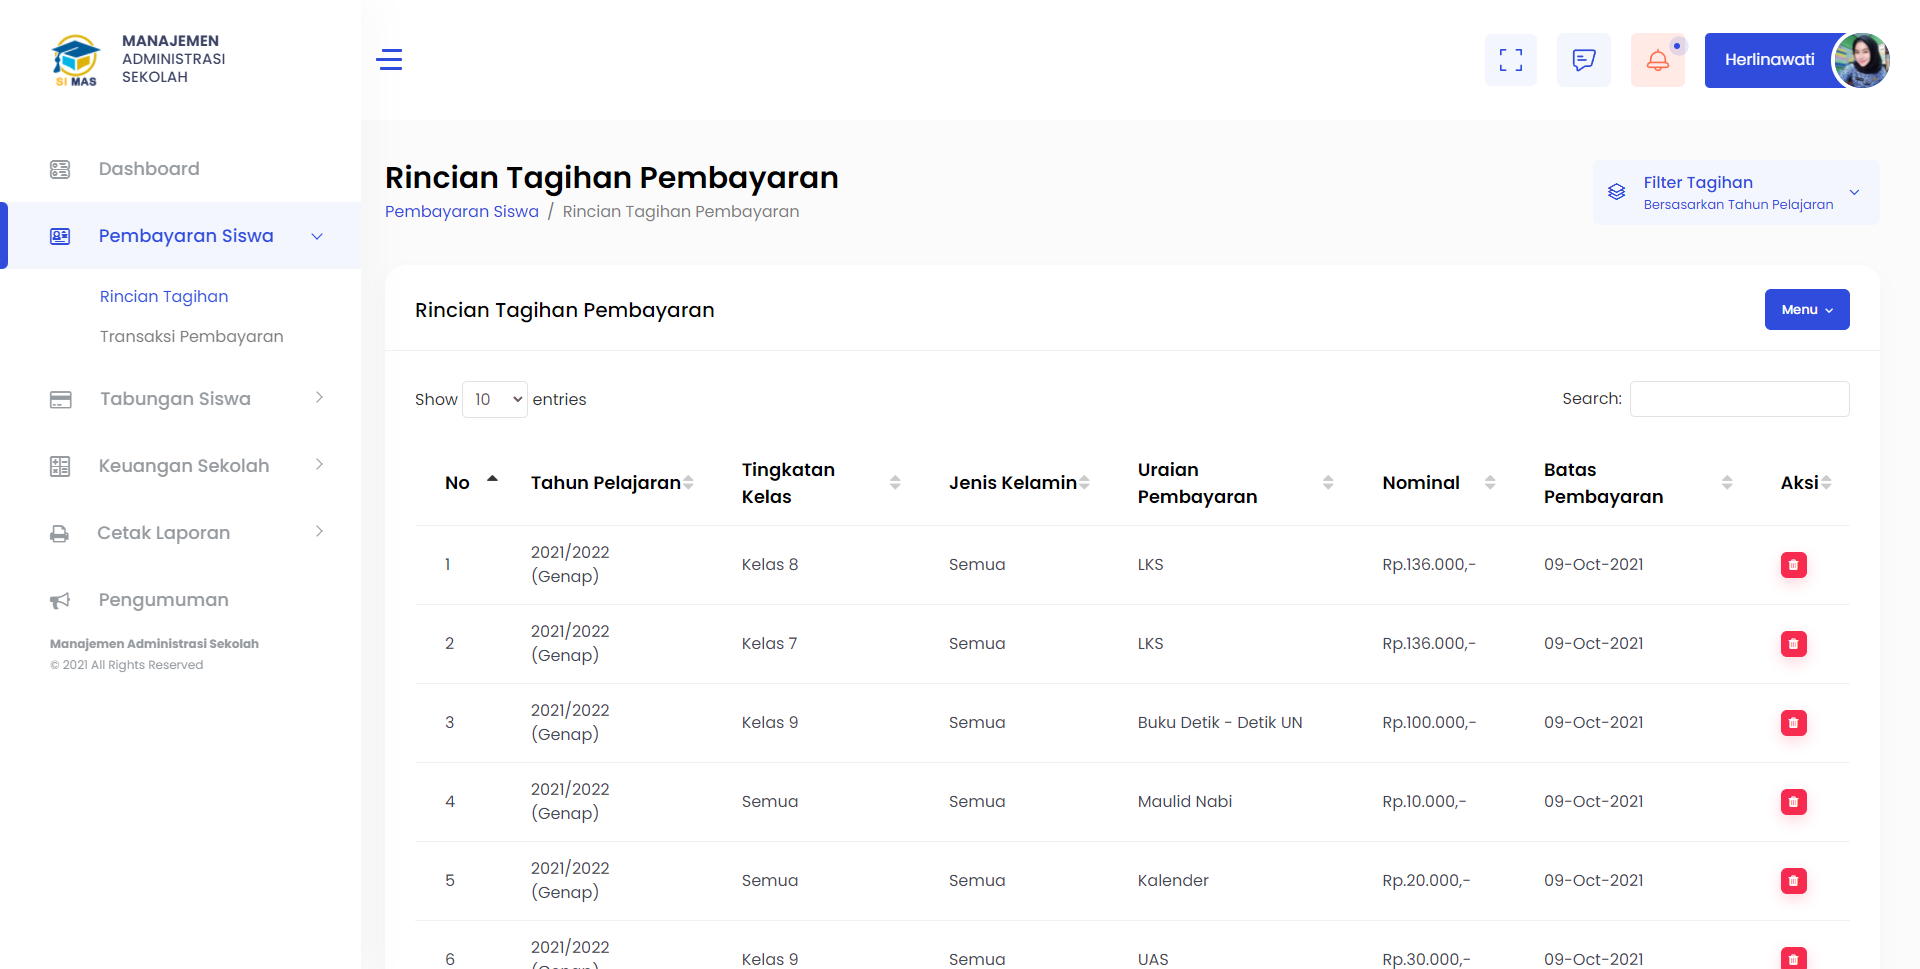 SI MAS
MANAJEMEN
ADMINISTRASI
SEKOLAH
Herlinawati
Dashboard
Pembayaran Siswa
Rincian Tagihan
Transaksi Pembayaran
Tabungan Siswa
Keuangan Sekolah
Cetak Laporan
Pengumuman
Manajemen Administrasi Sekolah
© 2021 All Rights Reserved
Rincian Tagihan Pembayaran
Pembayaran Siswa / Rincian Tagihan Pembayaran
Filter Tagihan
Bersasarkan Tahun Pelajaran
Rincian Tagihan Pembayaran
Menu
Show 10 entries
Search:
No Tahun Pelajaran Tingkatan Kelas Jenis Kelamin Uraian Pembayaran Nominal Batas Pembayaran Aksi
1 2021/2022 (Genap) Kelas 8 Semua LKS Rp.136.000,- 09-Oct-2021
2 2021/2022 (Genap) Kelas 7 Semua LKS Rp.136.000,- 09-Oct-2021
3 2021/2022 (Genap) Kelas 9 Semua Buku Detik - Detik UN Rp.100.000,- 09-Oct-2021
4 2021/2022 (Genap) Semua Semua Maulid Nabi Rp.10.000,- 09-Oct-2021
5 2021/2022 (Genap) Semua Semua Kalender Rp.20.000,- 09-Oct-2021
6 2021/2022 (Genap) Kelas 9 Semua UAS Rp.30.000,- 09-Oct-2021